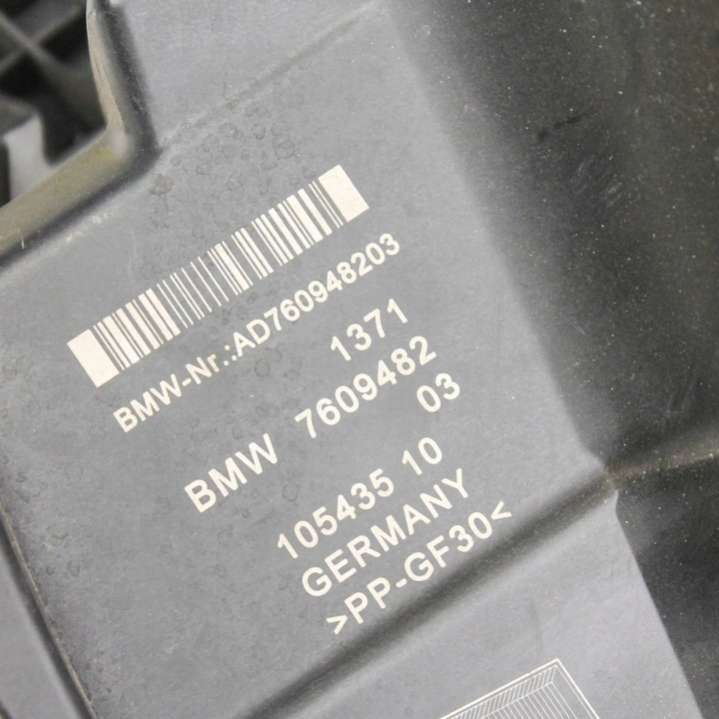 BMW-Nr.:AD760948203
1371
BMW 7609482
03
105435 10
GERMANY
>PP-GF30<